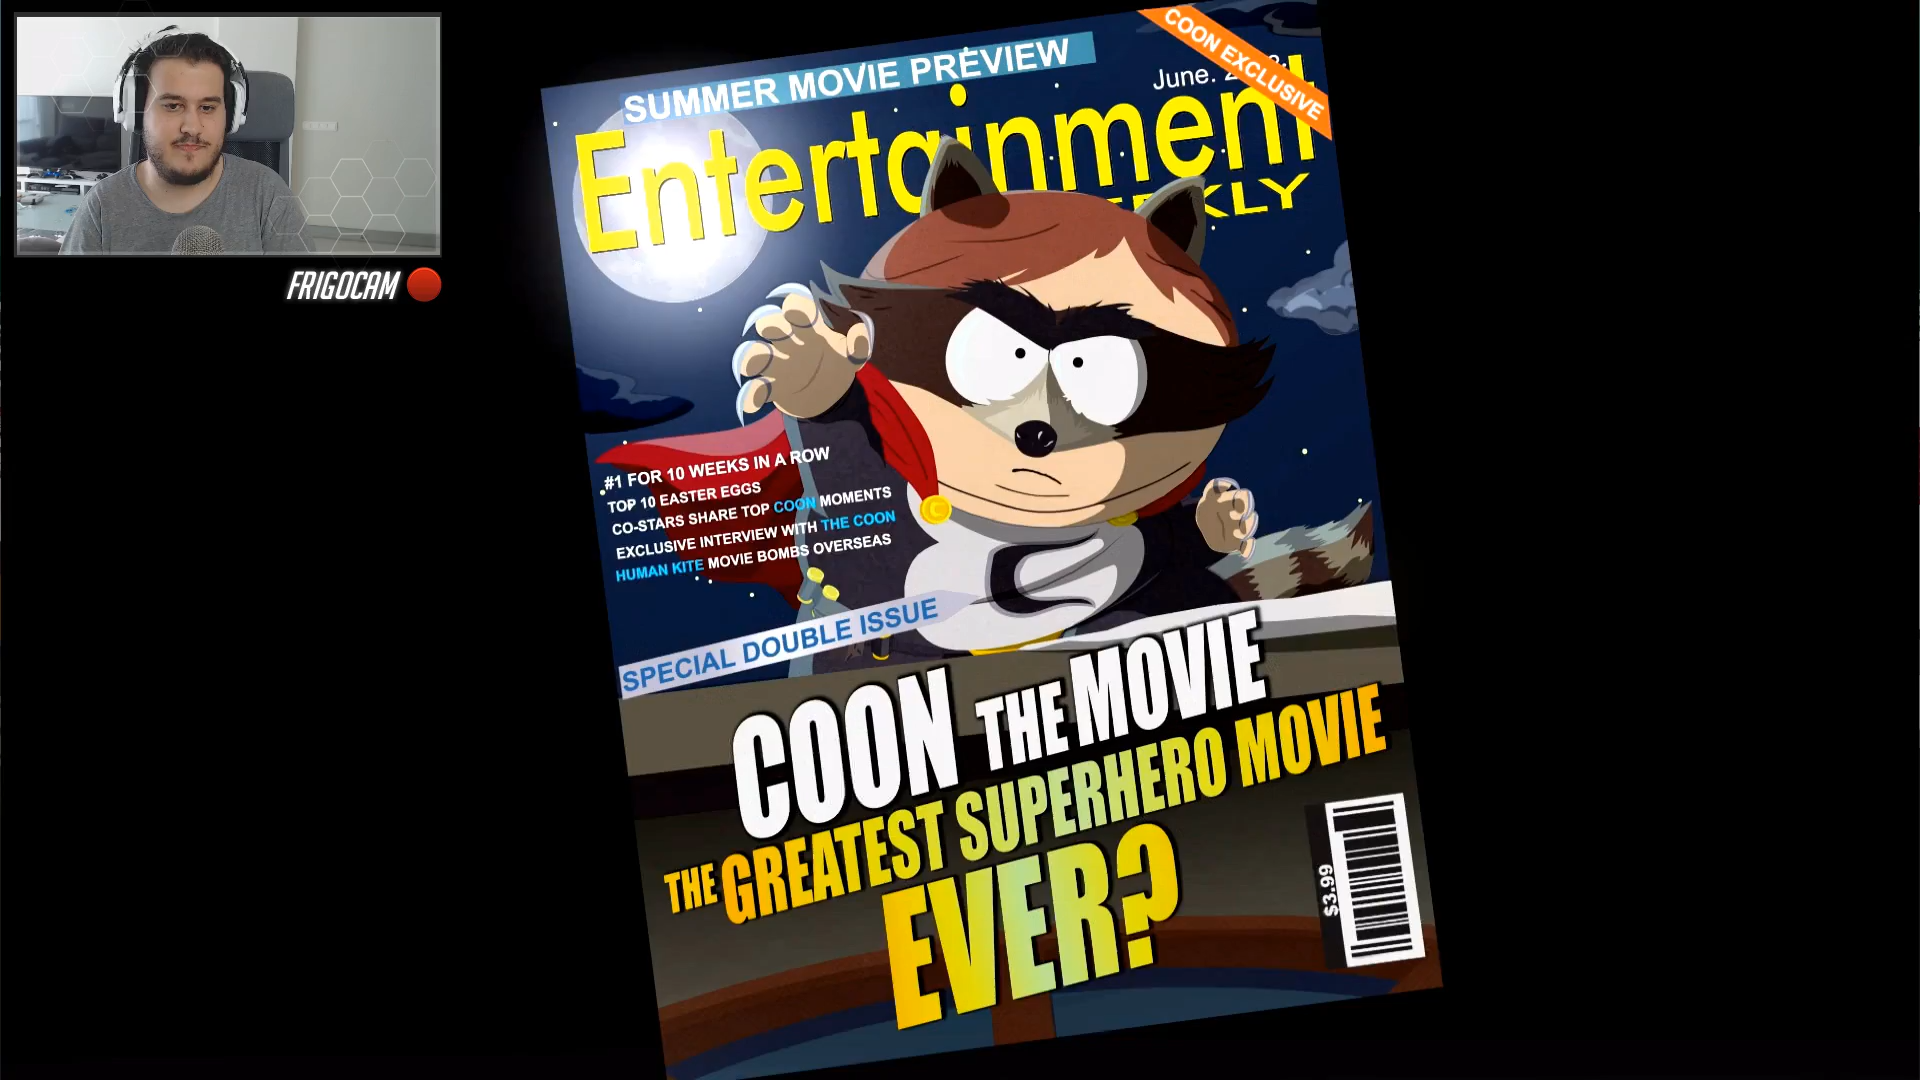 FRIGOCAM
SUMMER MOVIE PREVIEW
COON EXCLUSIVE
June.
Entertainment
#1 FOR 10 WEEKS IN A ROW
TOP 10 EASTER EGGS
CO-STARS SHARE TOP COON MOMENTS
EXCLUSIVE INTERVIEW WITH THE COON
HUMAN KITE MOVIE BOMBS OVERSEAS
SPECIAL DOUBLE ISSUE
C
COON THE MOVIE
THE GREATEST SUPERHERO MOVIE
EVER?
$3.99